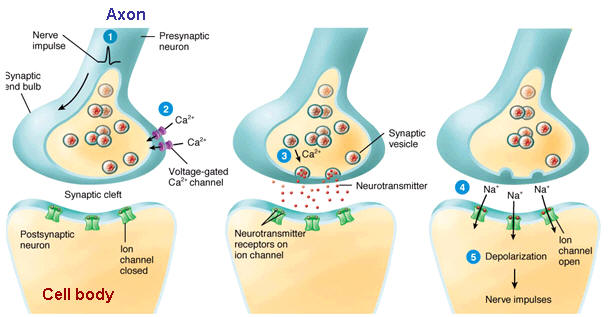 Axon
Nerve
impulse
1
Presynaptic
neuron
Synaptic
end bulb
2
Ca2+
Ca2+
Voltage-gated
Ca2+ channel
Synaptic cleft
Postsynaptic
neuron
Ion
channel
closed
Cell body
3
Ca2+
Synaptic
vesicle
Neurotransmitter
Neurotransmitter
receptors on
ion channel
4
Na+
Na+
Na+
Ion
channel
open
5 Depolarization
Nerve impulses